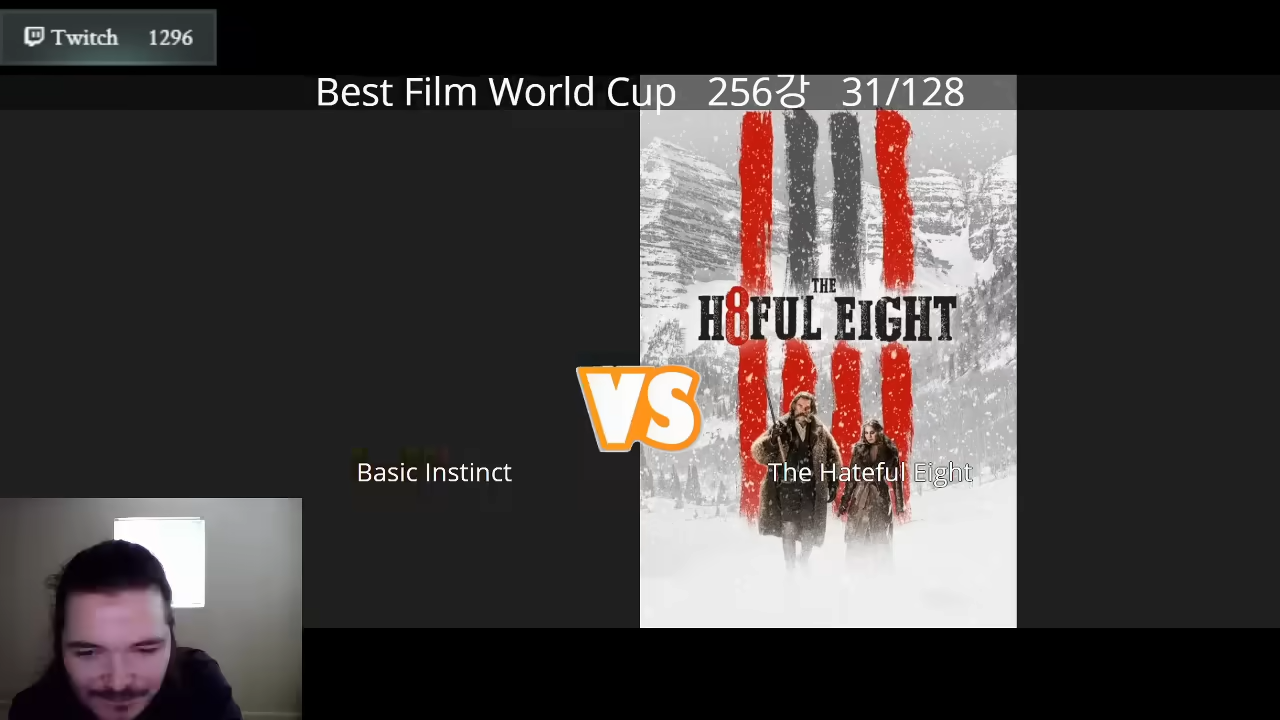 Twitch 1296
Best Film World Cup 256강 31/128
THE
H8FUL EIGHT
VS
Basic Instinct
The Hateful Eight